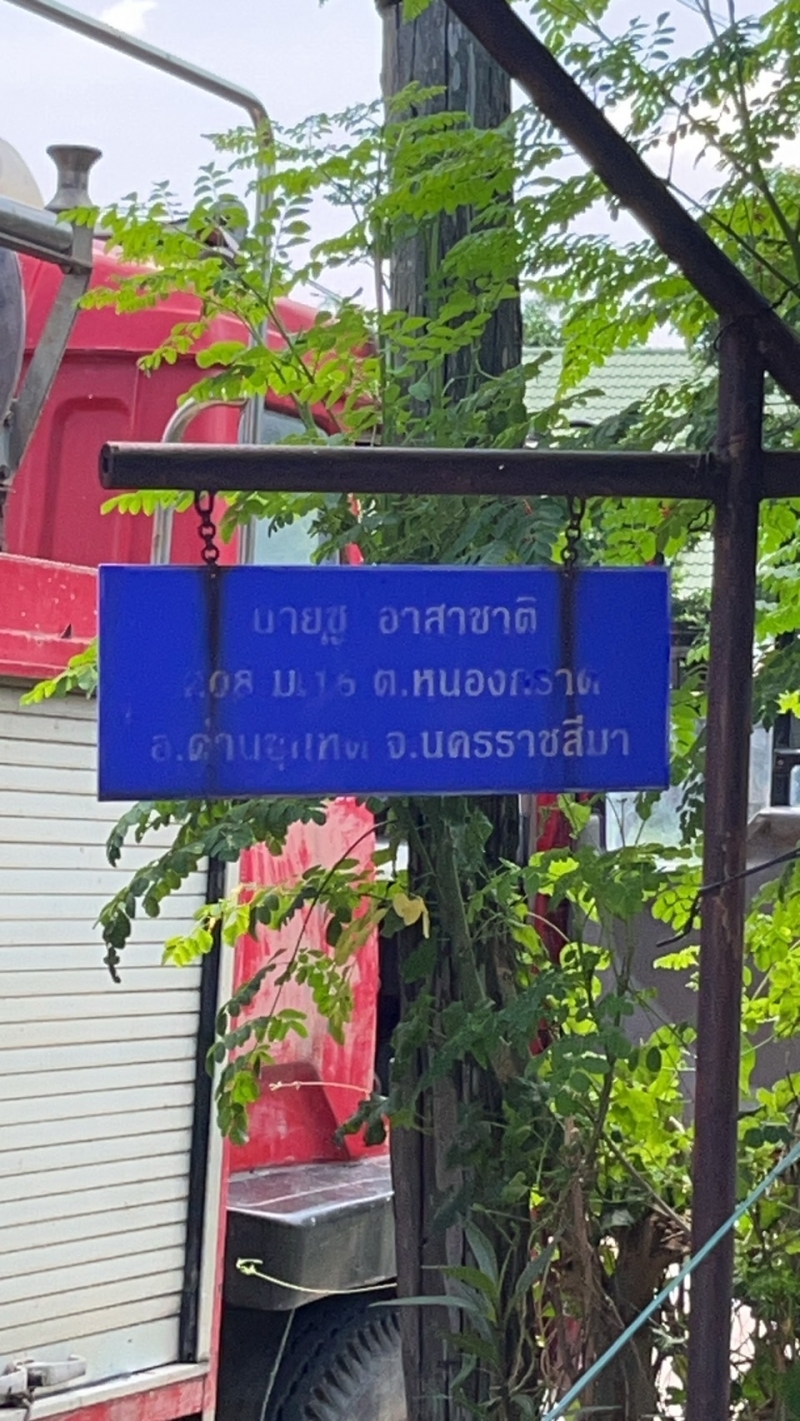 นายชู อาสาชาติ
ต.หนองกราด
อ.ด่านขุนทด จ.นครราชสีมา